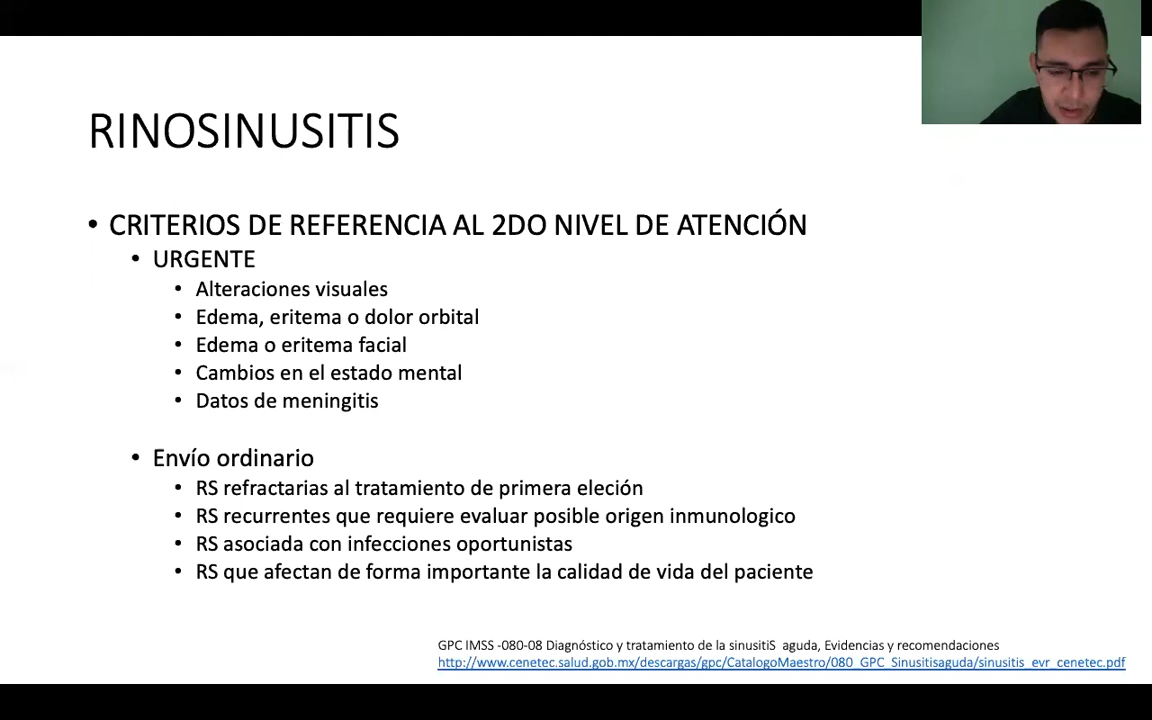 RINOSINUSITIS
• CRITERIOS DE REFERENCIA AL 2DO NIVEL DE ATENCIÓN
• URGENTE
• Alteraciones visuales
• Edema, eritema o dolor orbital
• Edema o eritema facial
• Cambios en el estado mental
• Datos de meningitis
• Envío ordinario
• RS refractarias al tratamiento de primera eleción
• RS recurrentes que requiere evaluar posible origen inmunologico
• RS asociada con infecciones oportunistas
• RS que afectan de forma importante la calidad de vida del paciente
GPC IMSS -080-08 Diagnóstico y tratamiento de la sinusitiS aguda, Evidencias y recomendaciones
http://www.cenetec.salud.gob.mx/descargas/gpc/CatalogoMaestro/080_GPC_Sinusitisaguda/sinusitis_evr_cenetec.pdf